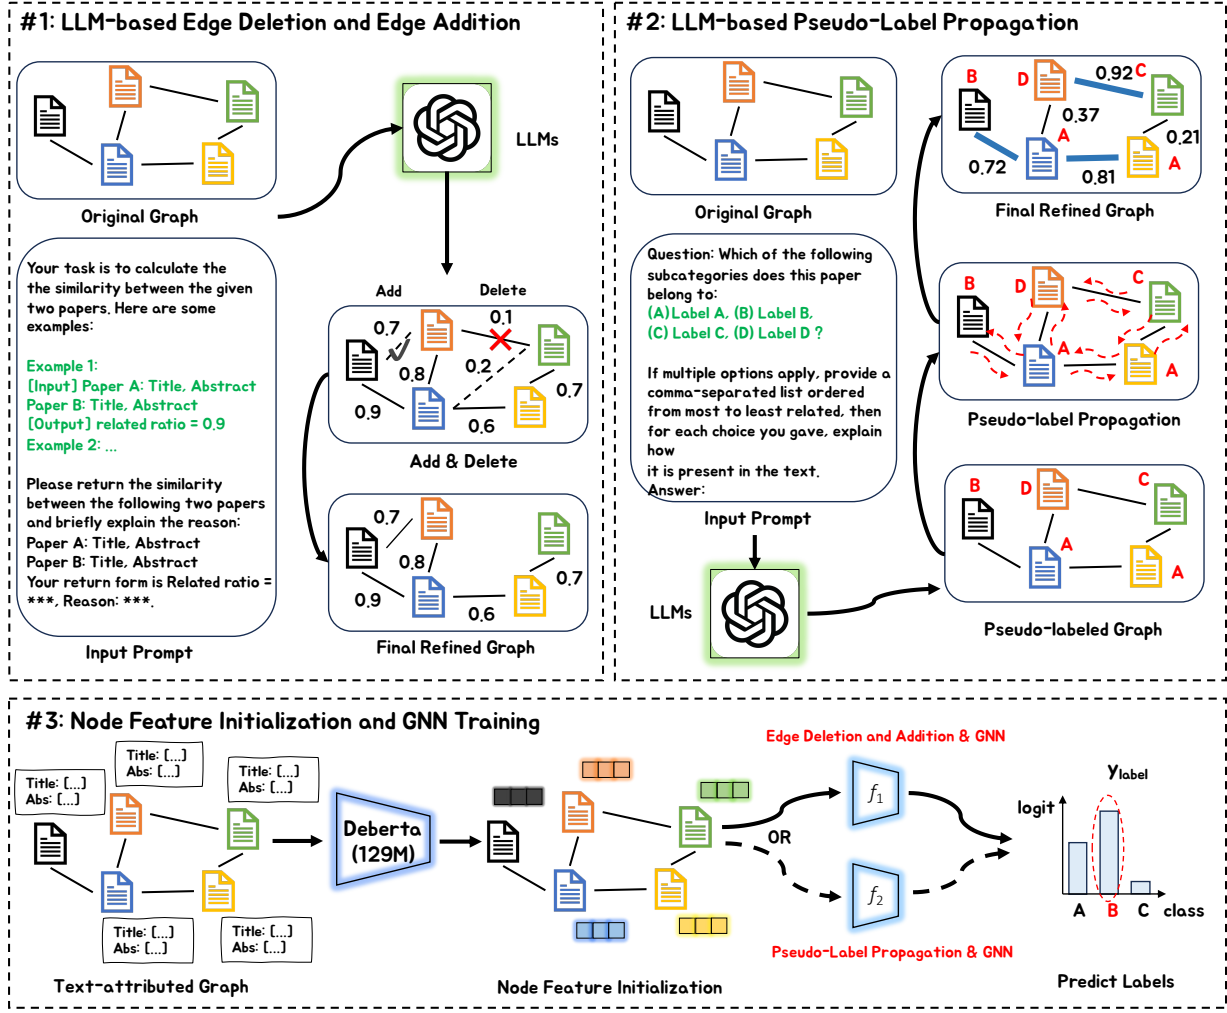 #1: LLM-based Edge Deletion and Edge Addition
Original Graph
LLMs
Your task is to calculate the
the similarity between the given
two papers. Here are some
examples:
Example 1:
[Input] Paper A: Title, Abstract
Paper B: Title, Abstract
[Output] related ratio = 0.9
Example 2: ...
Please return the similarity
between the following two papers
and briefly explain the reason:
Paper A: Title, Abstract
Paper B: Title, Abstract
Your return form is Related ratio =
***, Reason: ***.
Input Prompt
Add
Delete
0.1
0.7
0.2
0.8
0.7
0.9
0.6
Add & Delete
0.7
0.8
0.7
0.9
0.6
Final Refined Graph
#2: LLM-based Pseudo-Label Propagation
Original Graph
Question: Which of the following
subcategories does this paper
belong to:
(A)Label A, (B) Label B,
(C) Label C, (D) Label D ?
If multiple options apply, provide a
comma-separated list ordered
from most to least related, then
for each choice you gave, explain
how
it is present in the text.
Answer:
Input Prompt
LLMs
B
D
0.92
C
0.37
A
0.21
0.72
0.81
A
Final Refined Graph
B
D
C
A
A
Pseudo-label Propagation
B
D
C
A
A
Pseudo-labeled Graph
#3: Node Feature Initialization and GNN Training
Title: [...]
Abs: [...]
Title: [...]
Abs: [...]
Title: [...]
Abs: [...]
Title: [...]
Abs: [...]
Title: [...]
Abs: [...]
Text-attributed Graph
Deberta
(129M)
Node Feature Initialization
Edge Deletion and Addition & GNN
f1
OR
f2
Pseudo-Label Propagation & GNN
ylabel
logit
A
B
C
class
Predict Labels